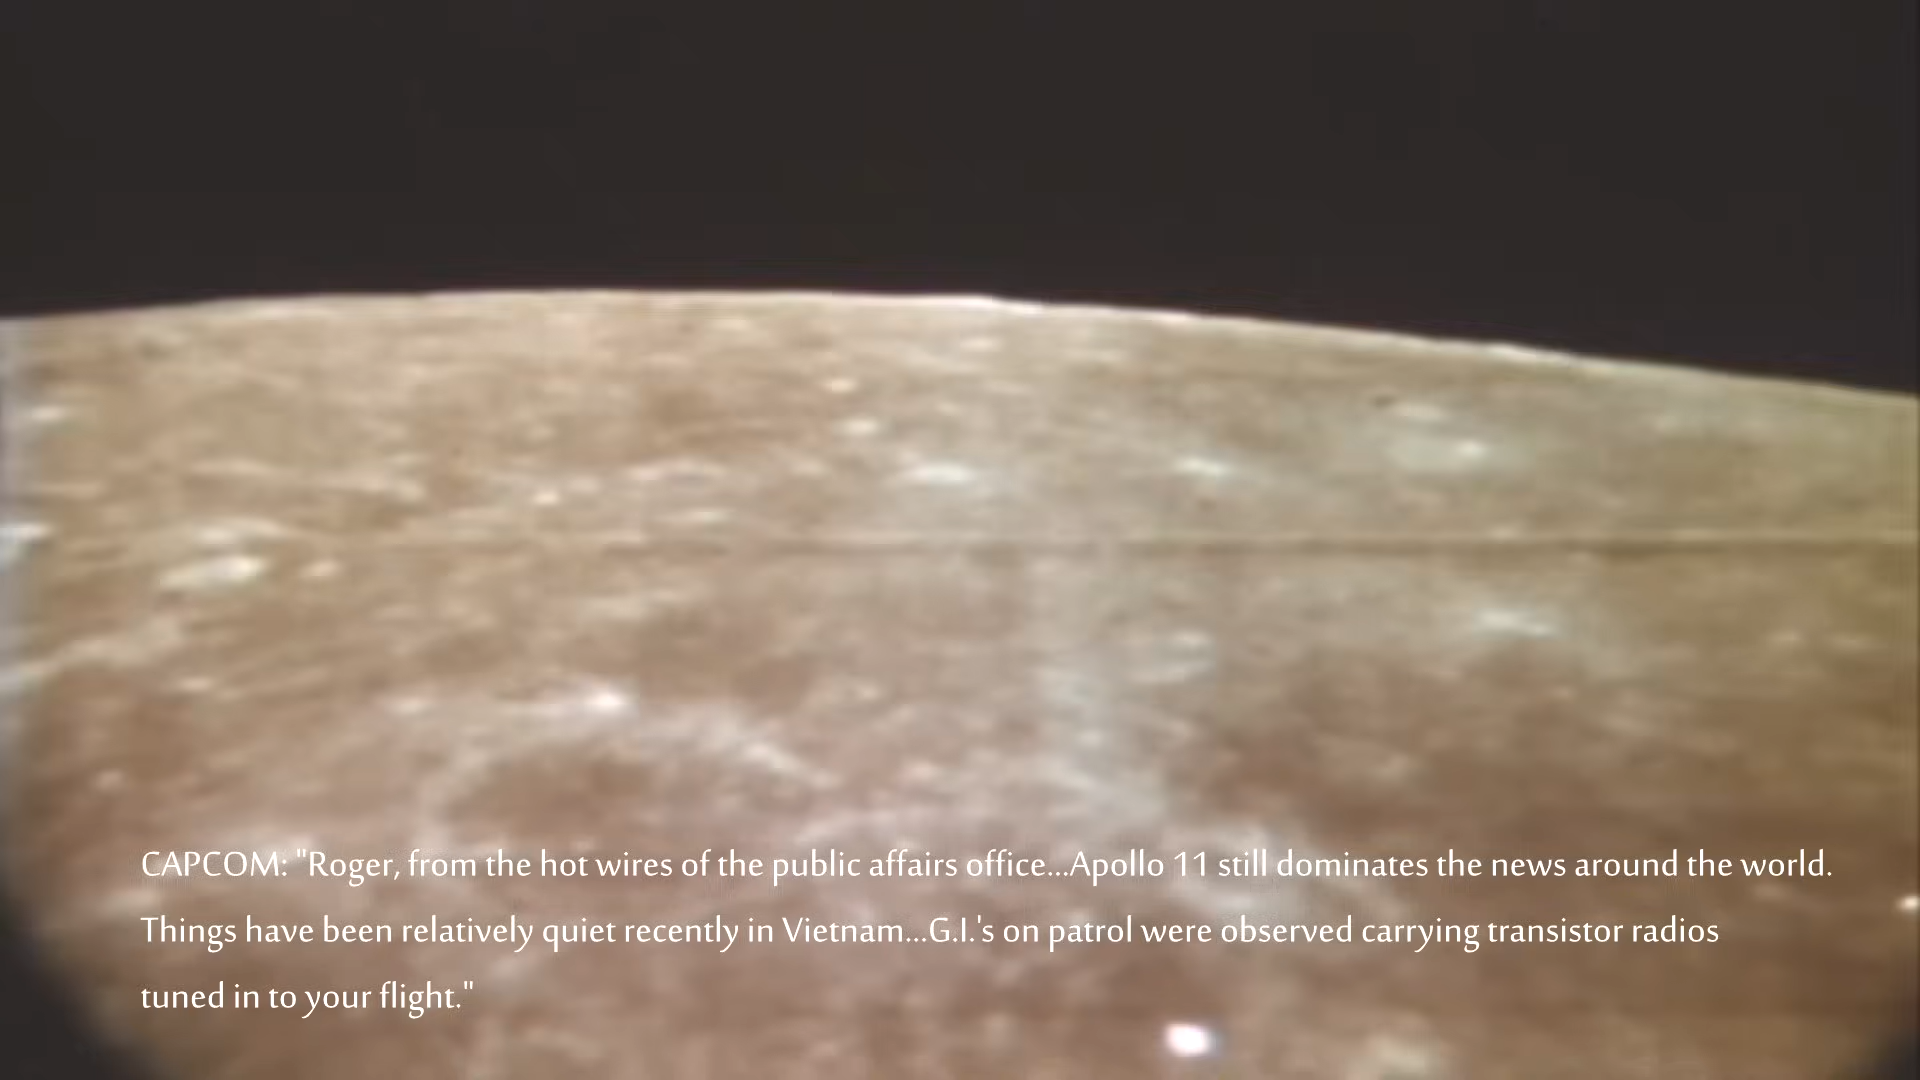 CAPCOM: "Roger, from the hot wires of the public affairs office...Apollo 11 still dominates the news around the world.
Things have been relatively quiet recently in Vietnam...G.I.'s on patrol were observed carrying transistor radios
tuned in to your flight."